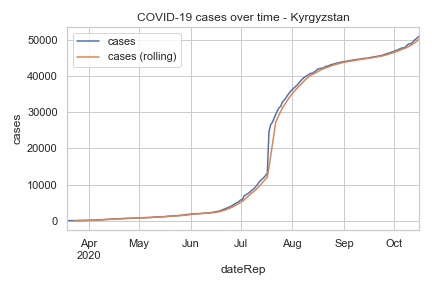 COVID-19 cases over time - Kyrgyzstan
cases
cases (rolling)
50000
40000
30000
20000
10000
0
cases
Apr
2020
May
Jun
Jul
Aug
Sep
Oct
dateRep